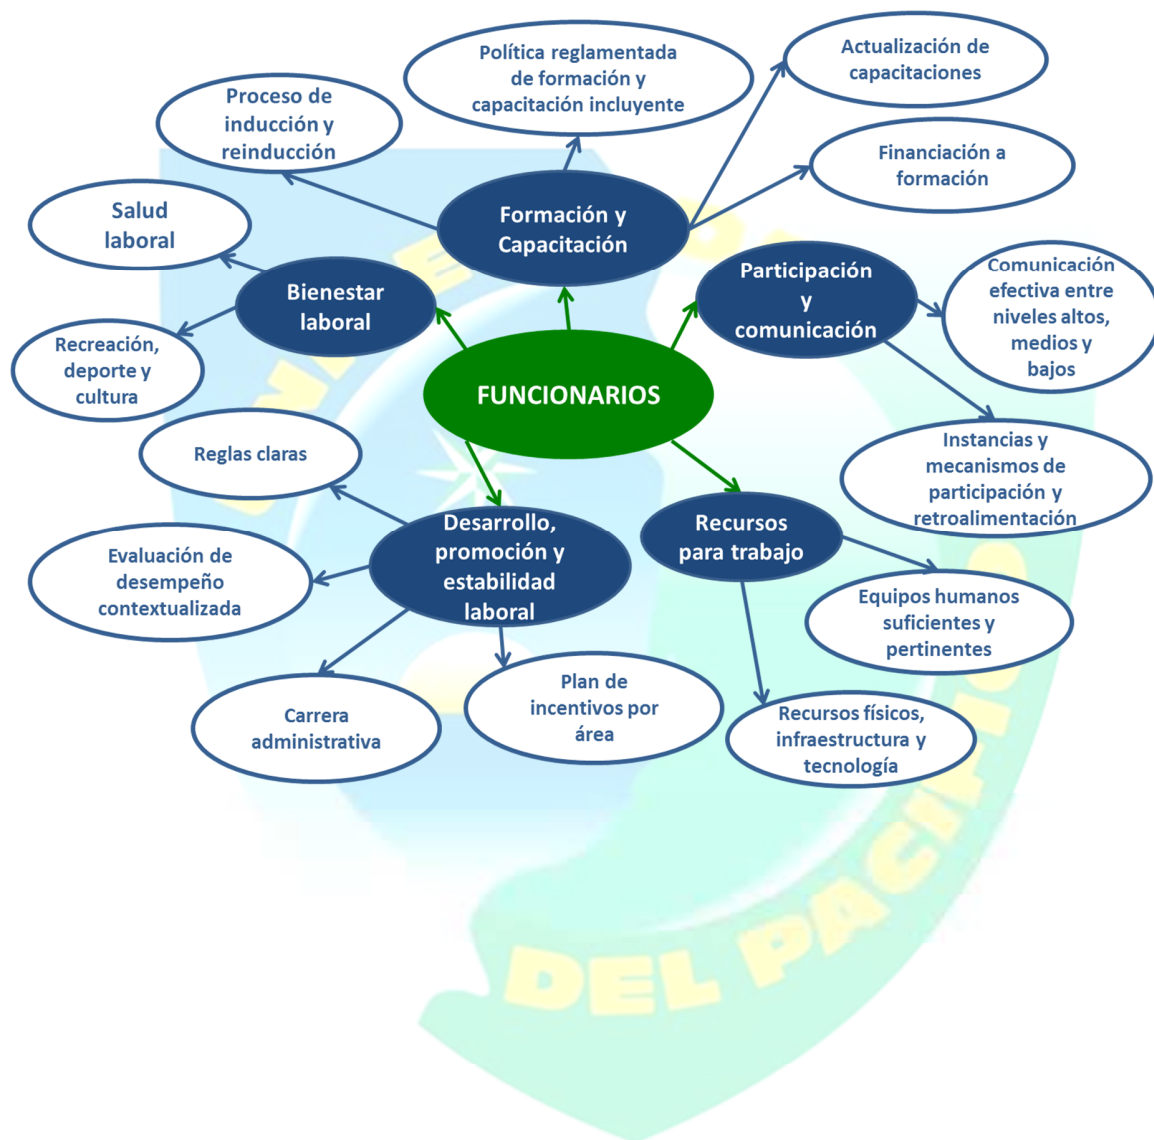 Política reglamentada
de formación y
capacitación incluyente
Actualización de
capacitaciones
Proceso de
inducción y
reinducción
Financiación a
formación
Salud
laboral
Formación y
Capacitación
Participación
y
comunicación
Comunicación
efectiva entre
niveles altos,
medios y
bajos
Bienestar
laboral
Recreación,
deporte y
cultura
FUNCIONARIOS
Reglas claras
Instancias y
mecanismos de
participación y
retroalimentación
Desarrollo,
promoción y
estabilidad
laboral
Recursos
para trabajo
Evaluación de
desempeño
contextualizada
Equipos humanos
suficientes y
pertinentes
Carrera
administrativa
Plan de
incentivos por
área
Recursos físicos,
infraestructura y
tecnología
DEL PACIFICO